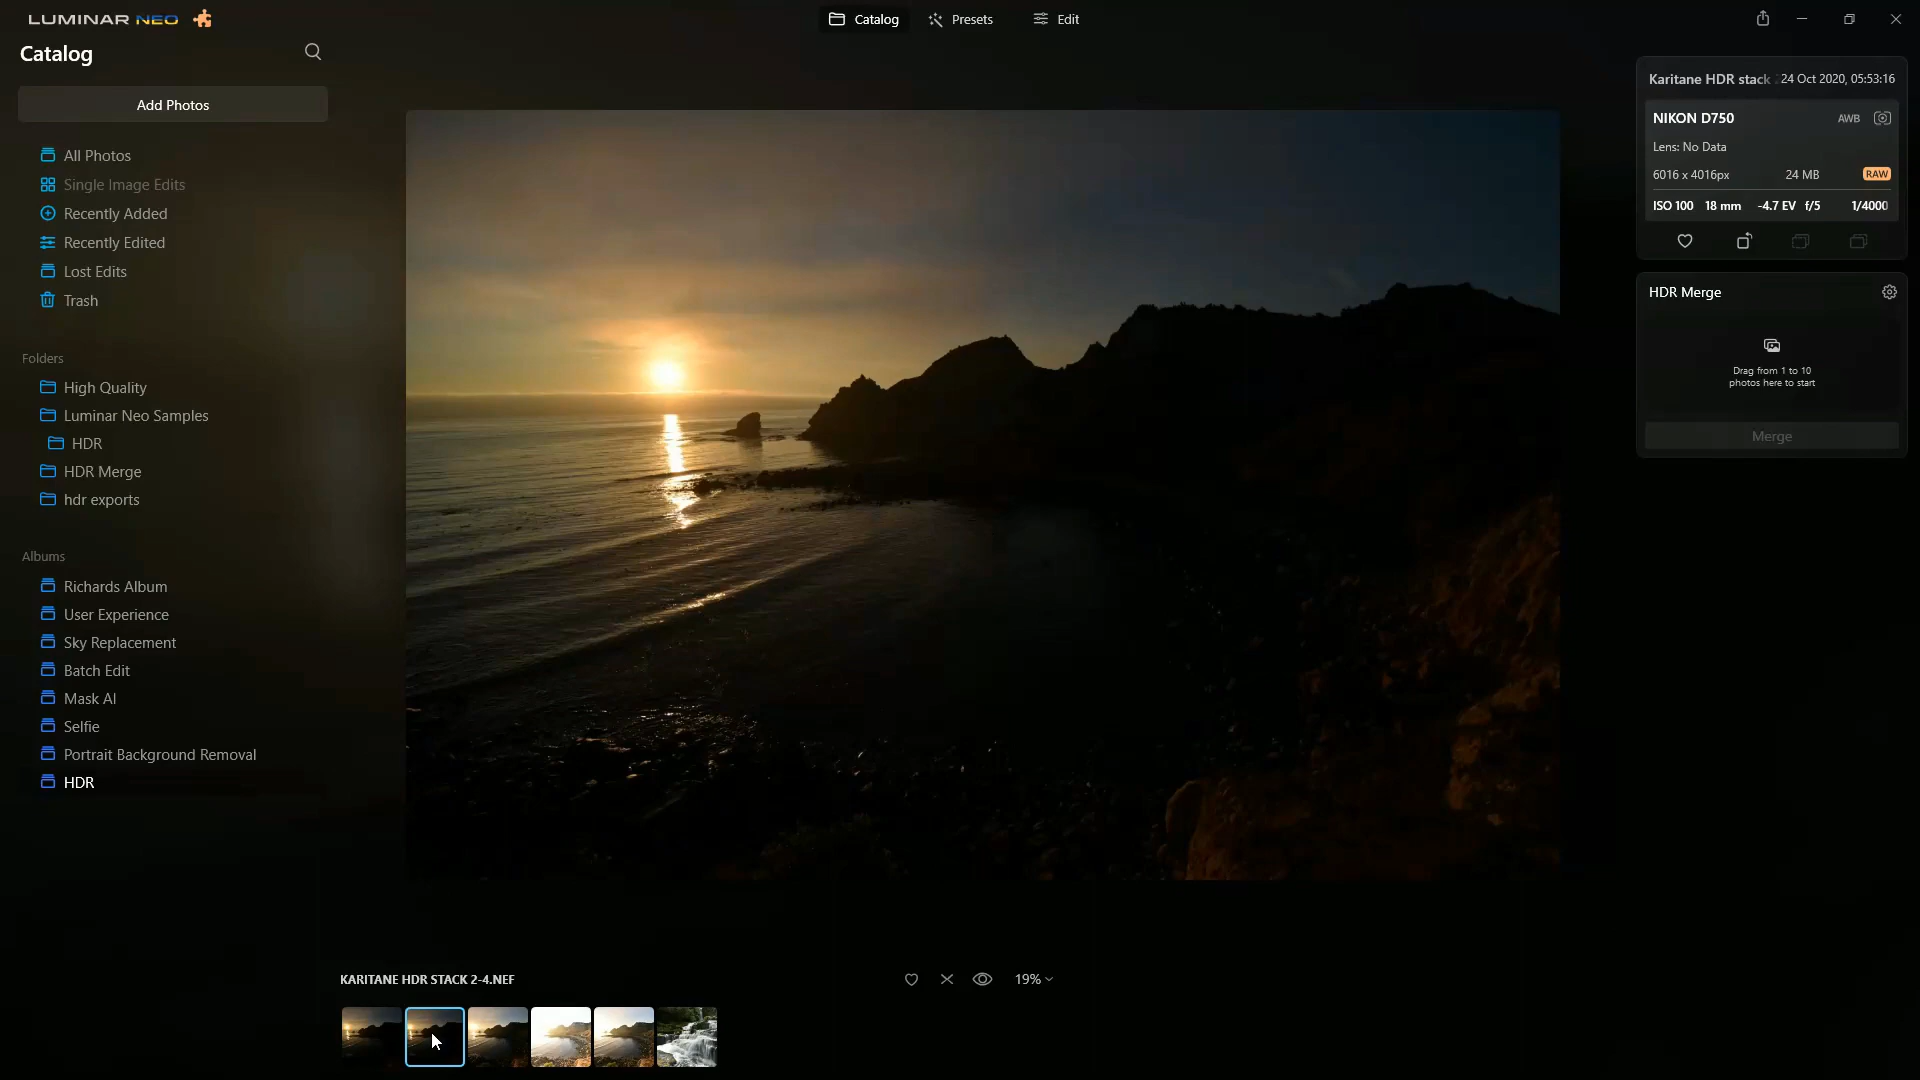 LUMINAR NEO
Catalog
Presets
Edit
Catalog
Add Photos
All Photos
Single Image Edits
Recently Added
Recently Edited
Lost Edits
Trash
Folders
High Quality
Luminar Neo Samples
HDR
HDR Merge
hdr exports
Albums
Richards Album
User Experience
Sky Replacement
Batch Edit
Mask AI
Selfie
Portrait Background Removal
HDR
Karitane HDR stack 24 Oct 2020, 05:53:16
NIKON D750 AWB
Lens: No Data
6016 x 4016px 24 MB RAW
ISO 100 18 mm -4.7 EV f/5 1/4000
HDR Merge
Drag from 1 to 10
photos here to start
Merge
KARITANE HDR STACK 2-4.NEF
19%